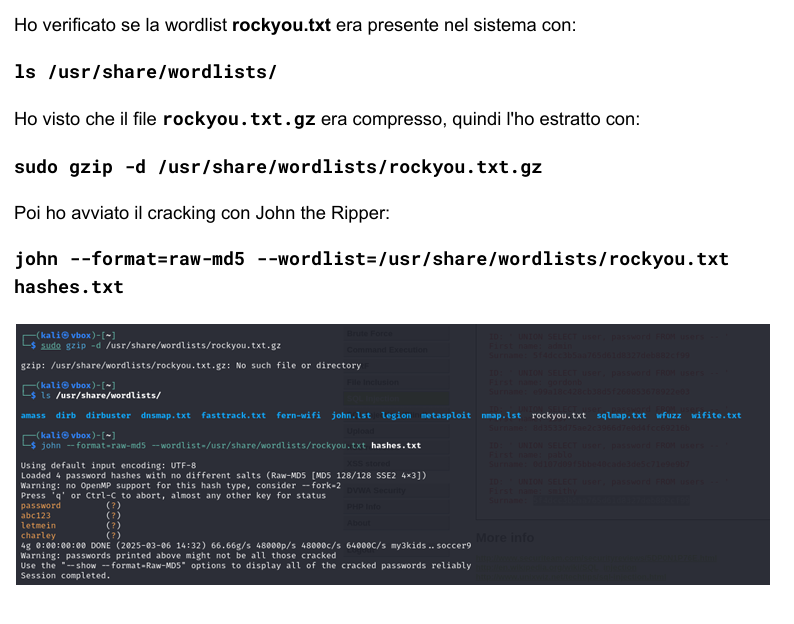 Ho verificato se la wordlist rockyou.txt era presente nel sistema con:
ls /usr/share/wordlists/
Ho visto che il file rockyou.txt.gz era compresso, quindi l'ho estratto con:
sudo gzip -d /usr/share/wordlists/rockyou.txt.gz
Poi ho avviato il cracking con John the Ripper:
john --format=raw-md5 --wordlist=/usr/share/wordlists/rockyou.txt
hashes.txt
┌──(kali㉿vbox)-[~]
└─$ sudo gzip -d /usr/share/wordlists/rockyou.txt.gz
gzip: /usr/share/wordlists/rockyou.txt.gz: No such file or directory
┌──(kali㉿vbox)-[~]
└─$ ls /usr/share/wordlists/
amass dirb dirbuster dnsmap.txt fasttrack.txt fern-wifi john.lst legion metasploit nmap.lst rockyou.txt sqlmap.txt wfuzz wifite.txt
┌──(kali㉿vbox)-[~]
└─$ john --format=raw-md5 --wordlist=/usr/share/wordlists/rockyou.txt hashes.txt
Using default input encoding: UTF-8
Loaded 4 password hashes with no different salts (Raw-MD5 [MD5 128/128 SSE2 4×3])
Warning: no OpenMP support for this hash type, consider --fork=2
Press 'q' or Ctrl-C to abort, almost any other key for status
password (?)
abc123 (?)
letmein (?)
charley (?)
4g 0:00:00:00 DONE (2025-03-06 14:32) 66.66g/s 48000p/s 48000c/s 64000C/s my3kids..soccer9
Warning: passwords printed above might not be all those cracked
Use the "--show --format=Raw-MD5" options to display all of the cracked passwords reliably
Session completed.
More info